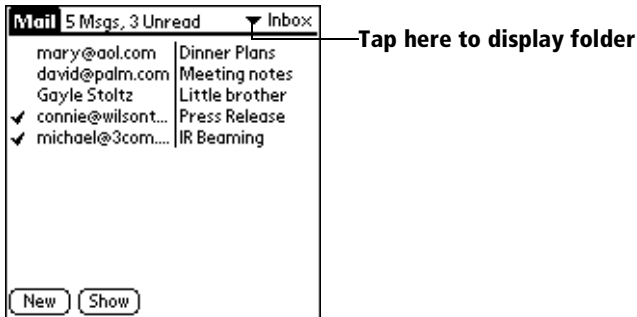 Mail 5 Msgs, 3 Unread Inbox
Tap here to display folder
mary@aol.com Dinner Plans
david@palm.com Meeting notes
Gayle Stoltz Little brother
connie@wilsont... Press Release
michael@3com.... IR Beaming
New Show